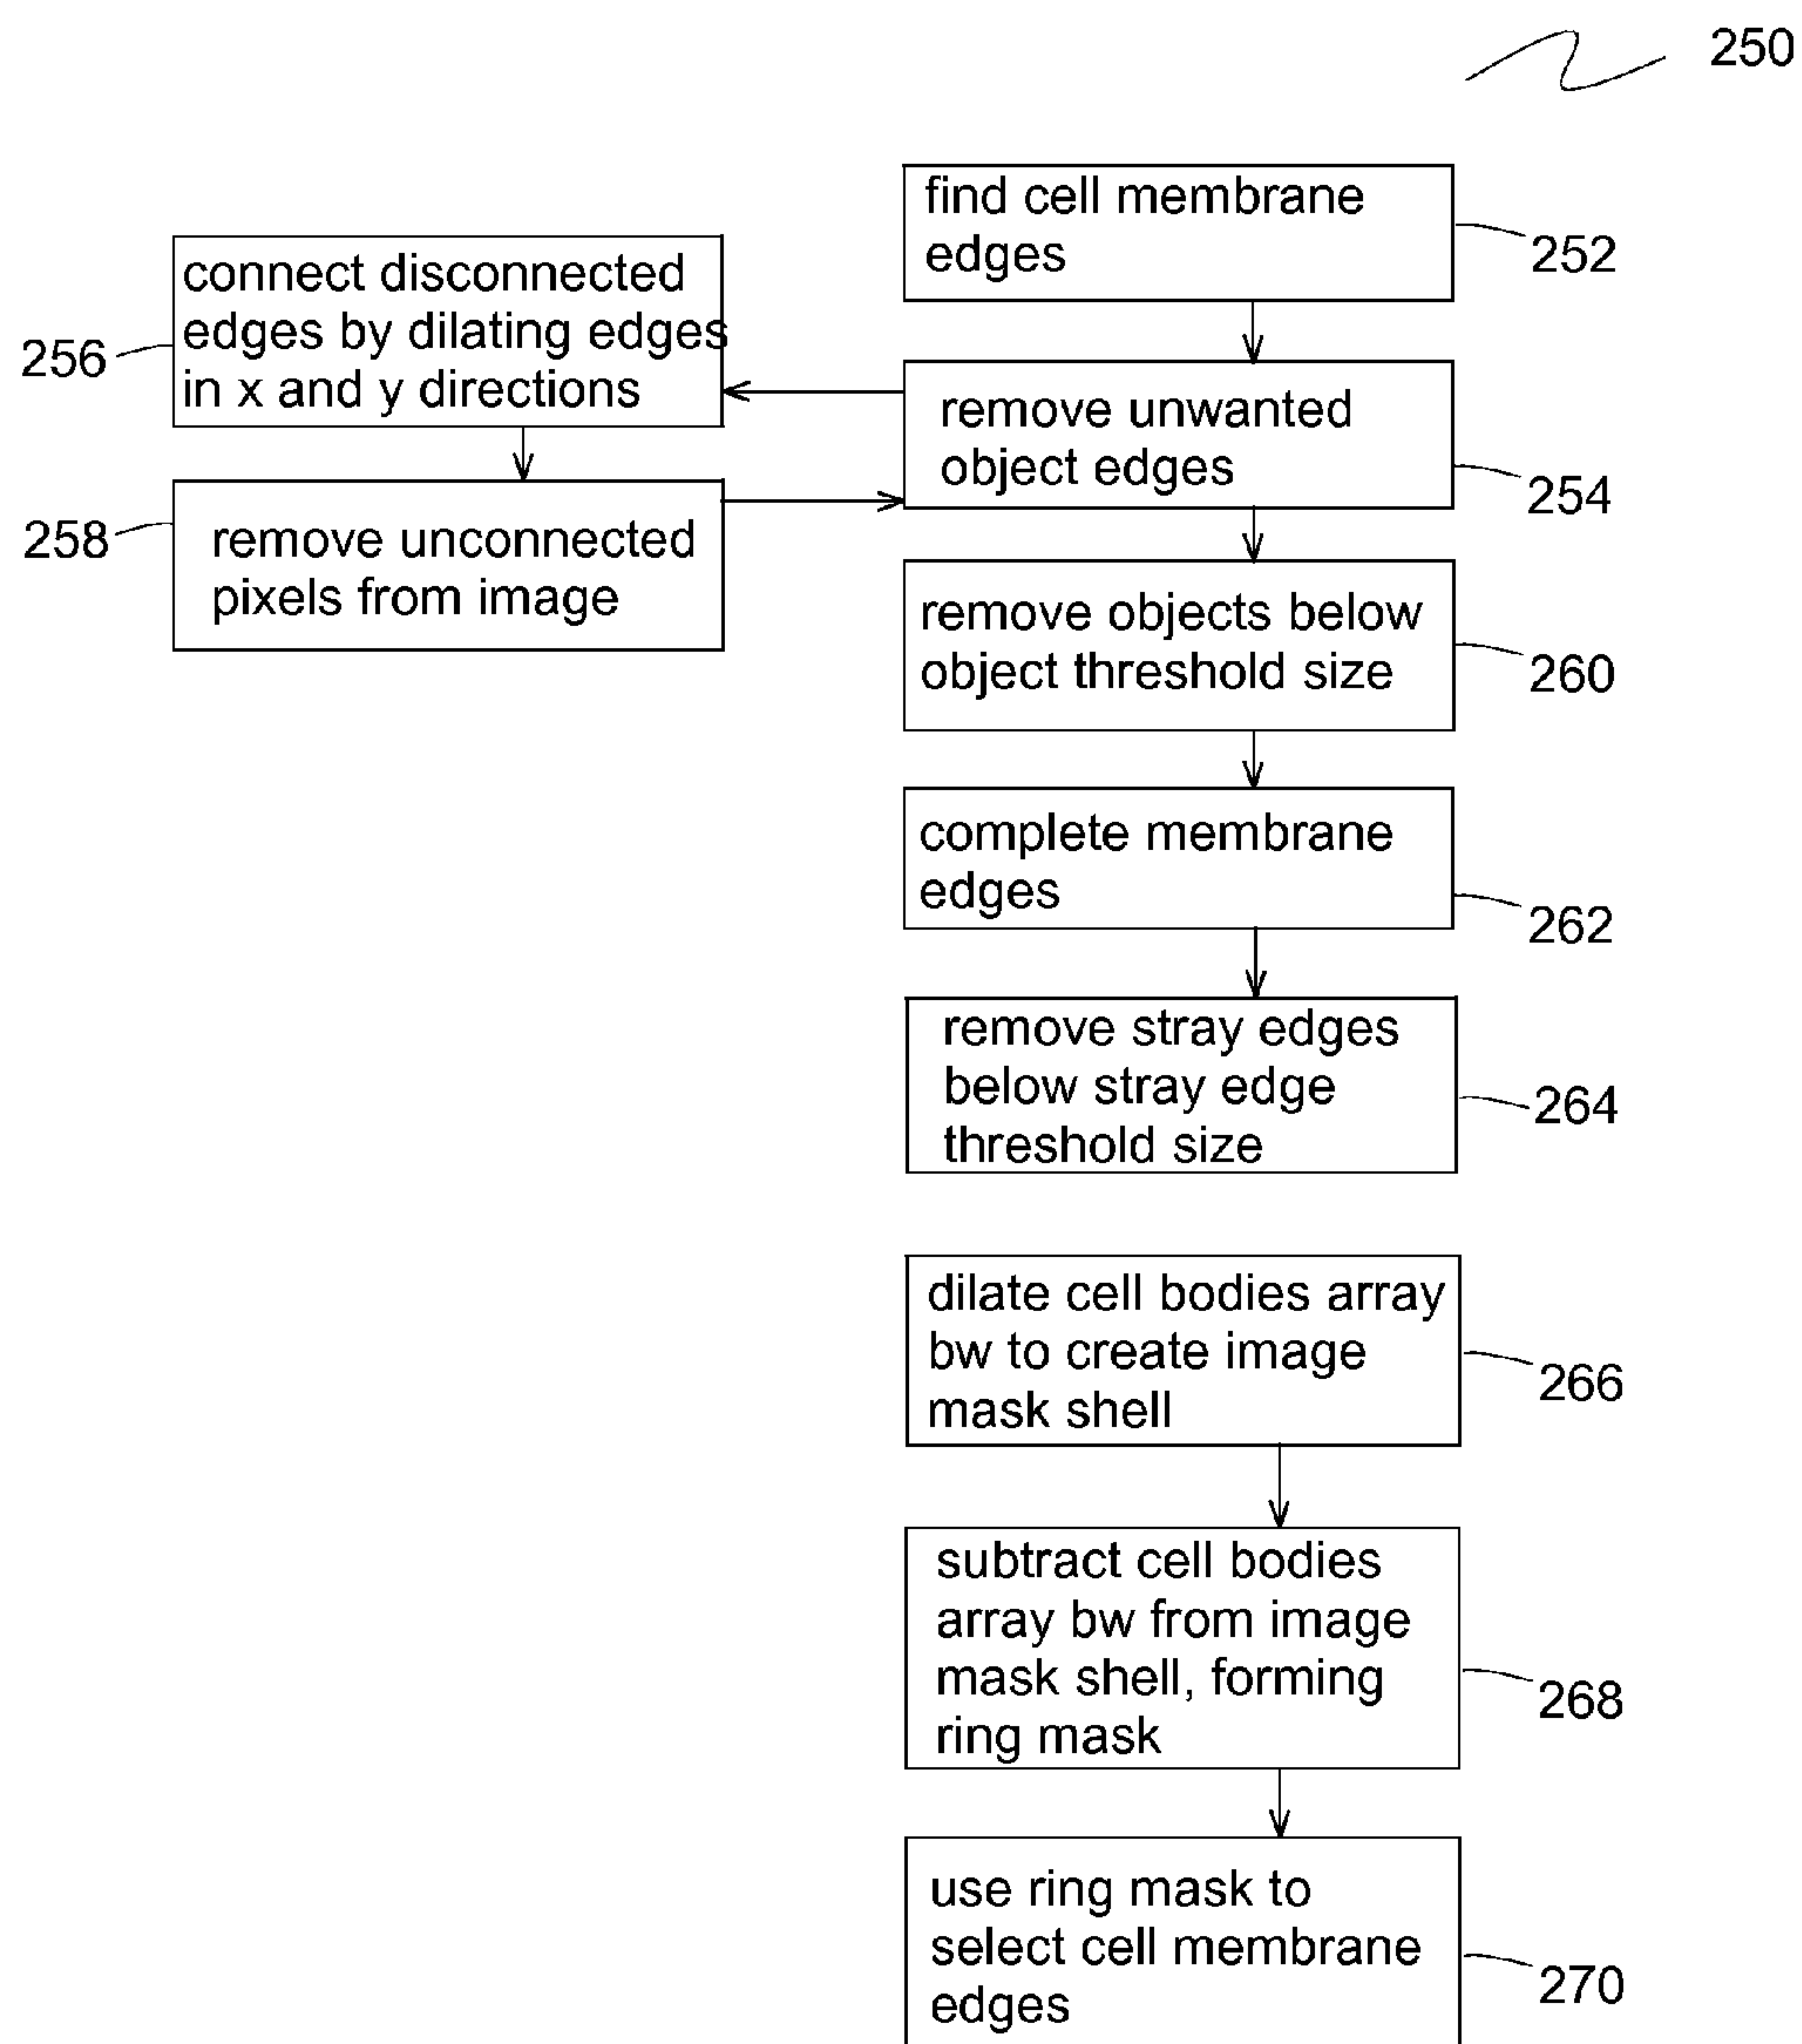 250
find cell membrane
edges
252
connect disconnected
edges by dilating edges
in x and y directions
256
remove unwanted
object edges
254
remove unconnected
pixels from image
258
remove objects below
object threshold size
260
complete membrane
edges
262
remove stray edges
below stray edge
threshold size
264
dilate cell bodies array
bw to create image
mask shell
266
subtract cell bodies
array bw from image
mask shell, forming
ring mask
268
use ring mask to
select cell membrane
edges
270